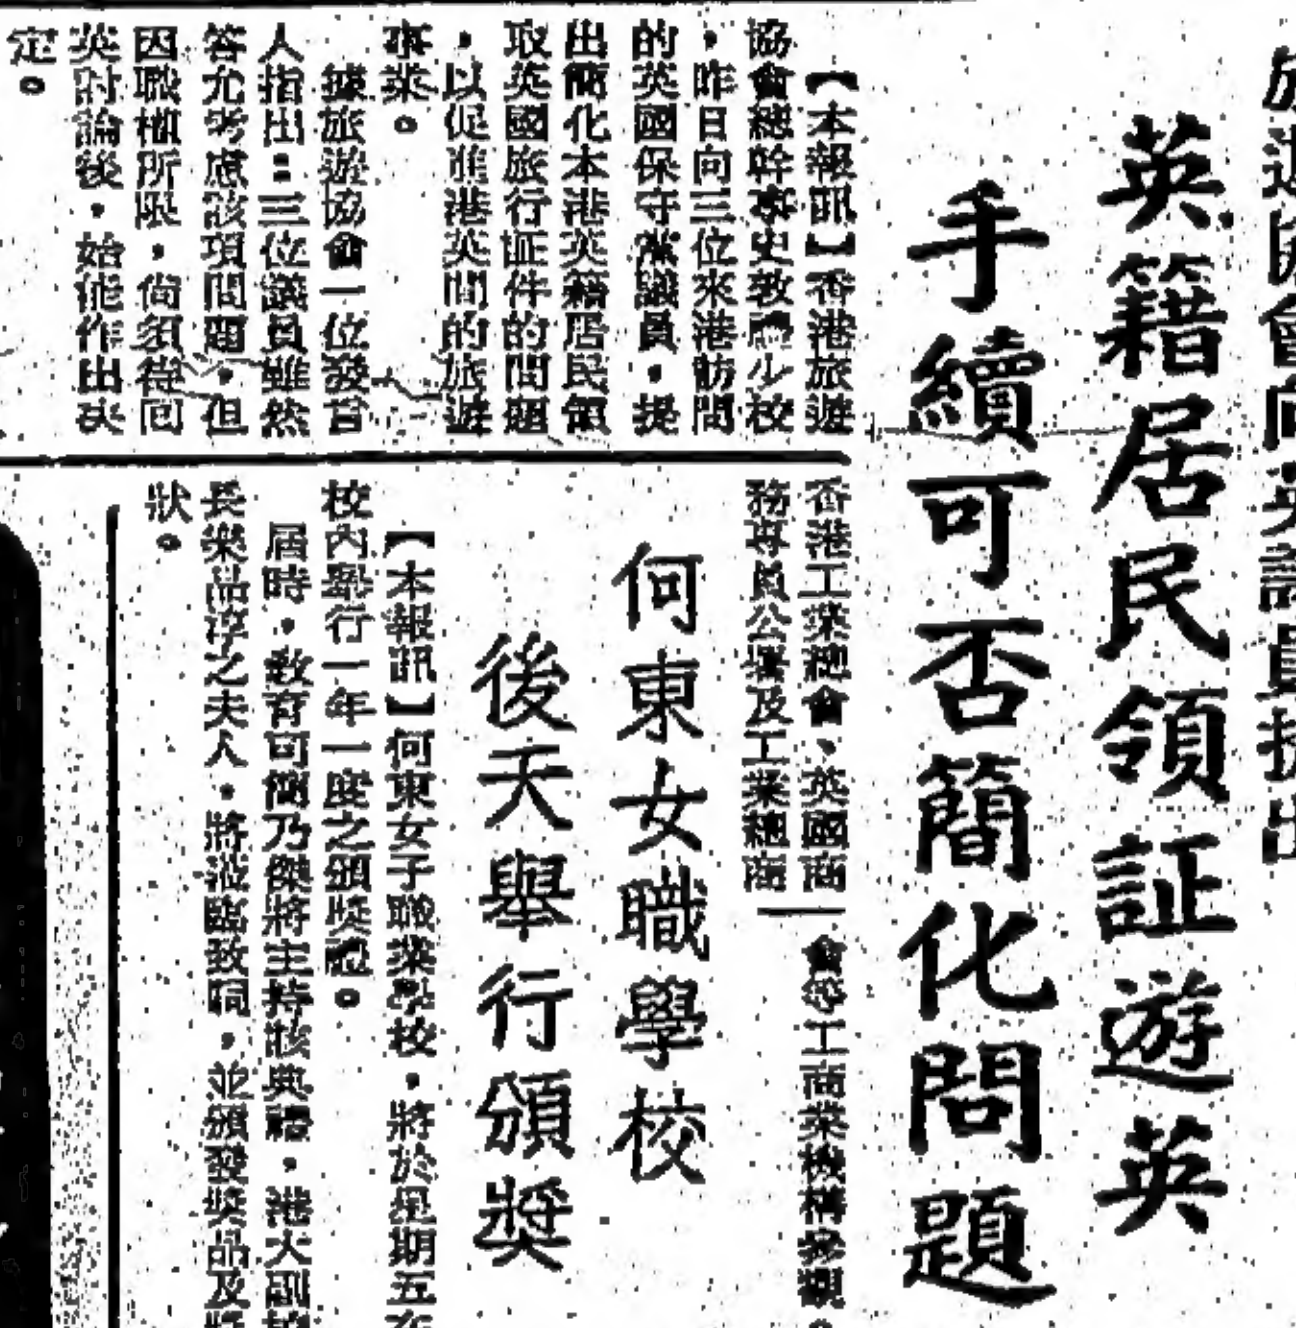 旅遊協會向英議員提出
英籍居民領証遊英
手續可否簡化問題
【本報訊】香港旅遊
協會總幹事史敦﹖少校
，昨日向三位來港訪問
的英國保守黨議員，提
出簡化本港英籍居民領
取英國旅行証件的問題
，以促進港英間的旅遊
事業。
據旅遊協會一位發言
人指出：三位議員雖然
答允考慮該項問題，但
因職權所限，尚須待回
英討論後，始能作出決
定。
香港工業總會、英國商
務專員公署及工業總商
會等工商業機構參觀。
何東女職學校
後天舉行頒獎
【本報訊】何東女子職業學校，將於星期五在
校內舉行一年一度之頒獎禮。
屆時，教育司簡乃傑將主持該典禮，港大副
長樂品淳之夫人，將蒞臨致詞，並頒發獎品及
狀。